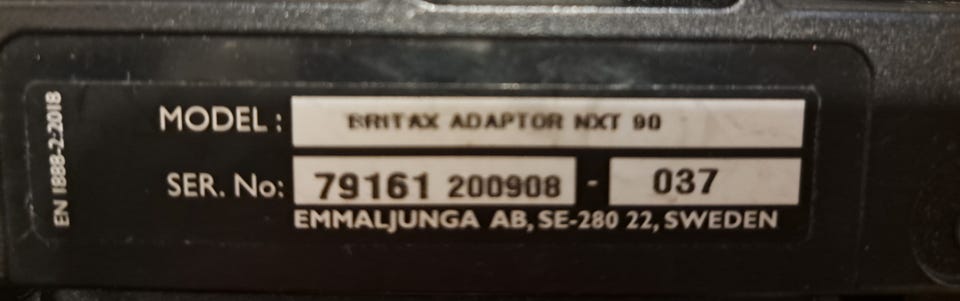 EN 1888-2:2018
MODEL: BRITAX ADAPTOR NXT 90
SER. No: 79161 200908 - 037
EMMALJUNGA AB, SE-280 22, SWEDEN